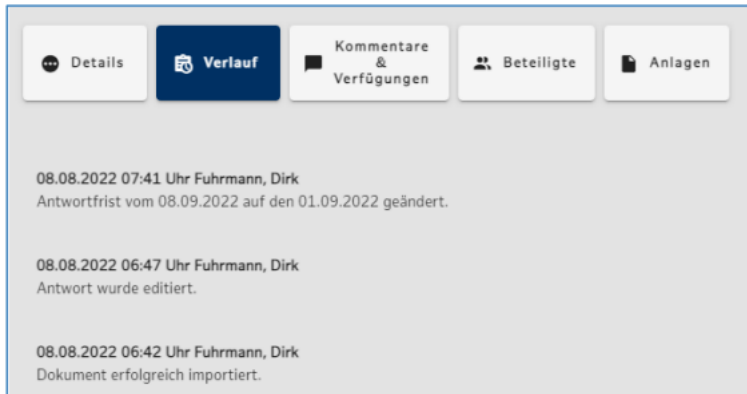 Details
Verlauf
Kommentare
&
Verfügungen
Beteiligte
Anlagen
08.08.2022 07:41 Uhr Fuhrmann, Dirk
Antwortfrist vom 08.09.2022 auf den 01.09.2022 geändert.
08.08.2022 06:47 Uhr Fuhrmann, Dirk
Antwort wurde editiert.
08.08.2022 06:42 Uhr Fuhrmann, Dirk
Dokument erfolgreich importiert.